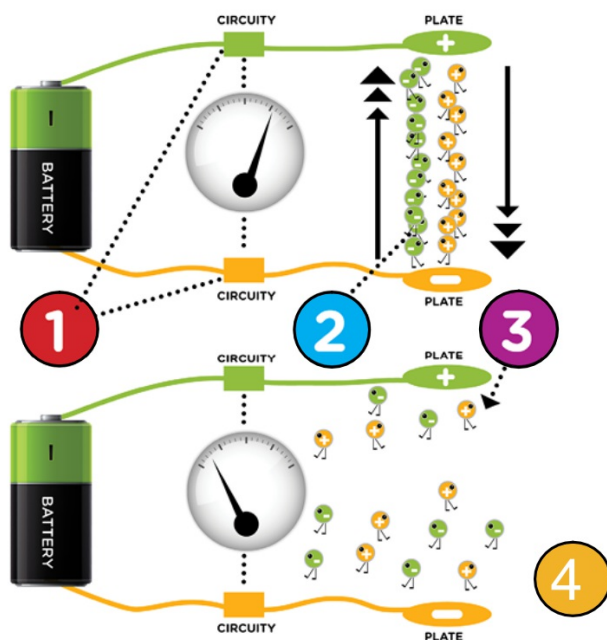 CIRCUITY
PLATE
+
I
BATTERY
CIRCUITY
−
PLATE
1
2
3
CIRCUITY
PLATE
+
I
BATTERY
4
CIRCUITY
−
PLATE